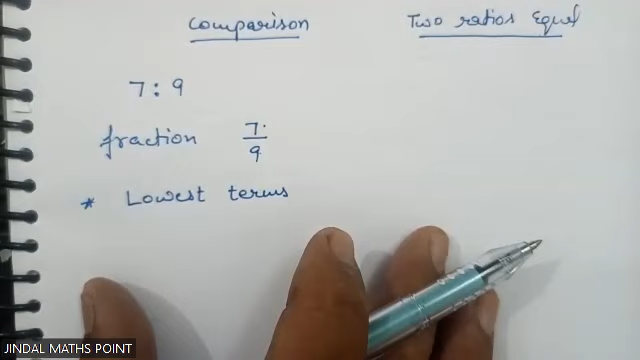 comparison
Two ratios Equal
7 : 9
fraction 7/9
* Lowest terms
JINDAL MATHS POINT